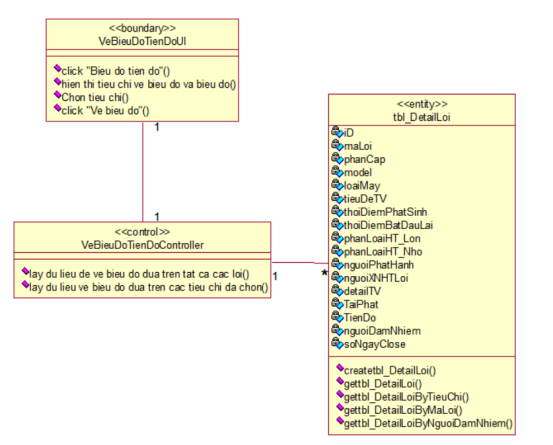 <<boundary>>
VeBieuDoTienDoUI
click "Bieu do tien do"()
hien thi tieu chi ve bieu do va bieu do()
Chon tieu chi()
click "Ve bieu do"()
1
1
<<control>>
VeBieuDoTienDoController
lay du lieu de ve bieu do dua tren tat ca cac loi()
lay du lieu ve bieu do dua tren cac tieu chi da chon()
1
*
<<entity>>
tbl_DetailLoi
iD
maLoi
phanCap
model
loaiMay
tieuDeTV
thoiDiemPhatSinh
thoiDiemBatDauLai
phanLoaiHT_Lon
phanLoaiHT_Nho
nguoiPhatHanh
nguoiXNHTLoi
detailTV
TaiPhat
TienDo
nguoiDamNhiem
soNgayClose
createtbl_DetailLoi()
gettbl_DetailLoi()
gettbl_DetailLoiByTieuChi()
gettbl_DetailLoiByMaLoi()
gettbl_DetailLoiByNguoiDamNhiem()